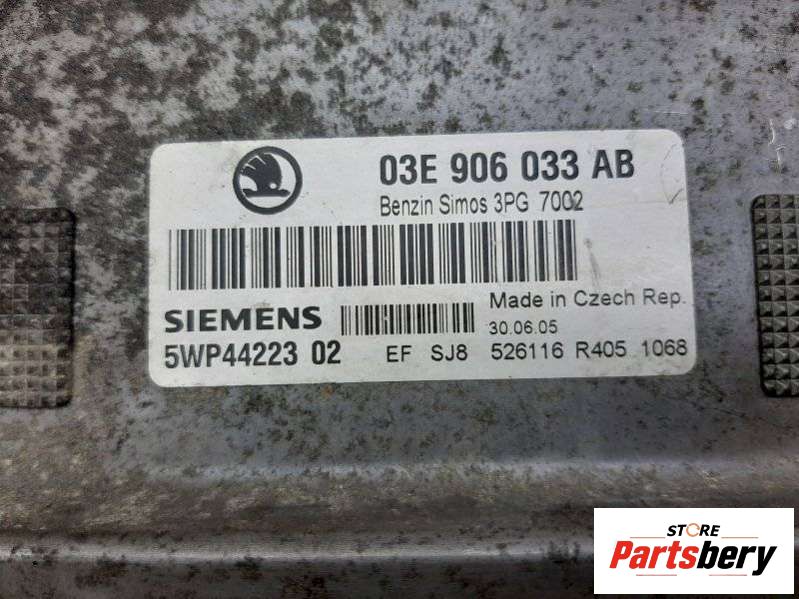 03E 906 033 AB
Benzin Simos 3PG 7002
Made in Czech Rep.
SIEMENS
30.06.05
5WP44223 02 EF SJ8 526116 R405 1068
STORE
Partsbery